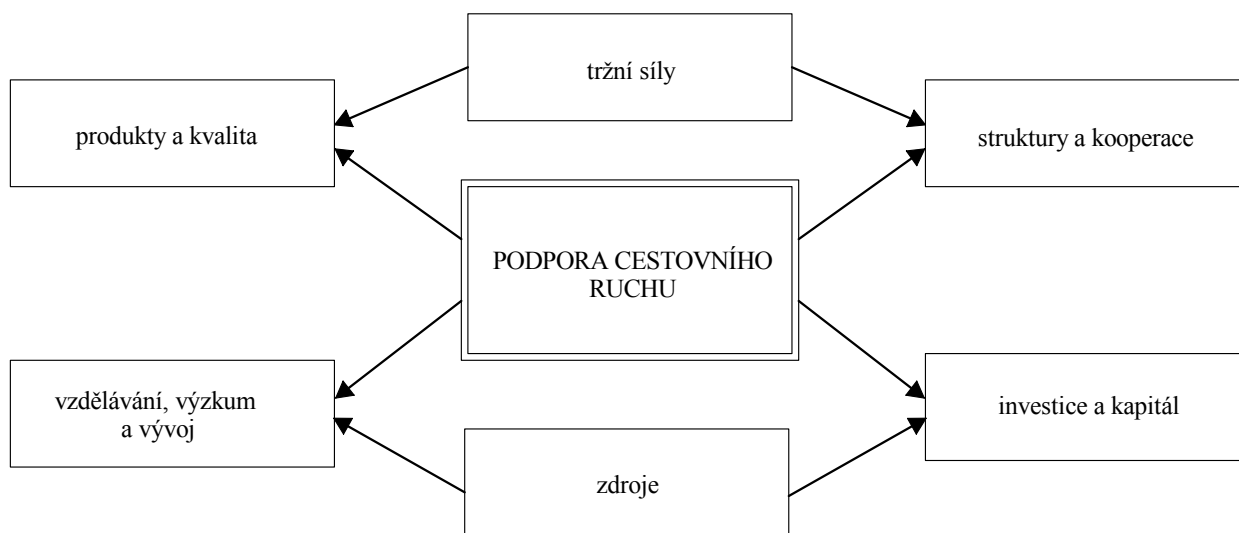 tržní síly
produkty a kvalita
struktury a kooperace
PODPORA CESTOVNÍHO
RUCHU
vzdělávání, výzkum
a vývoj
investice a kapitál
zdroje